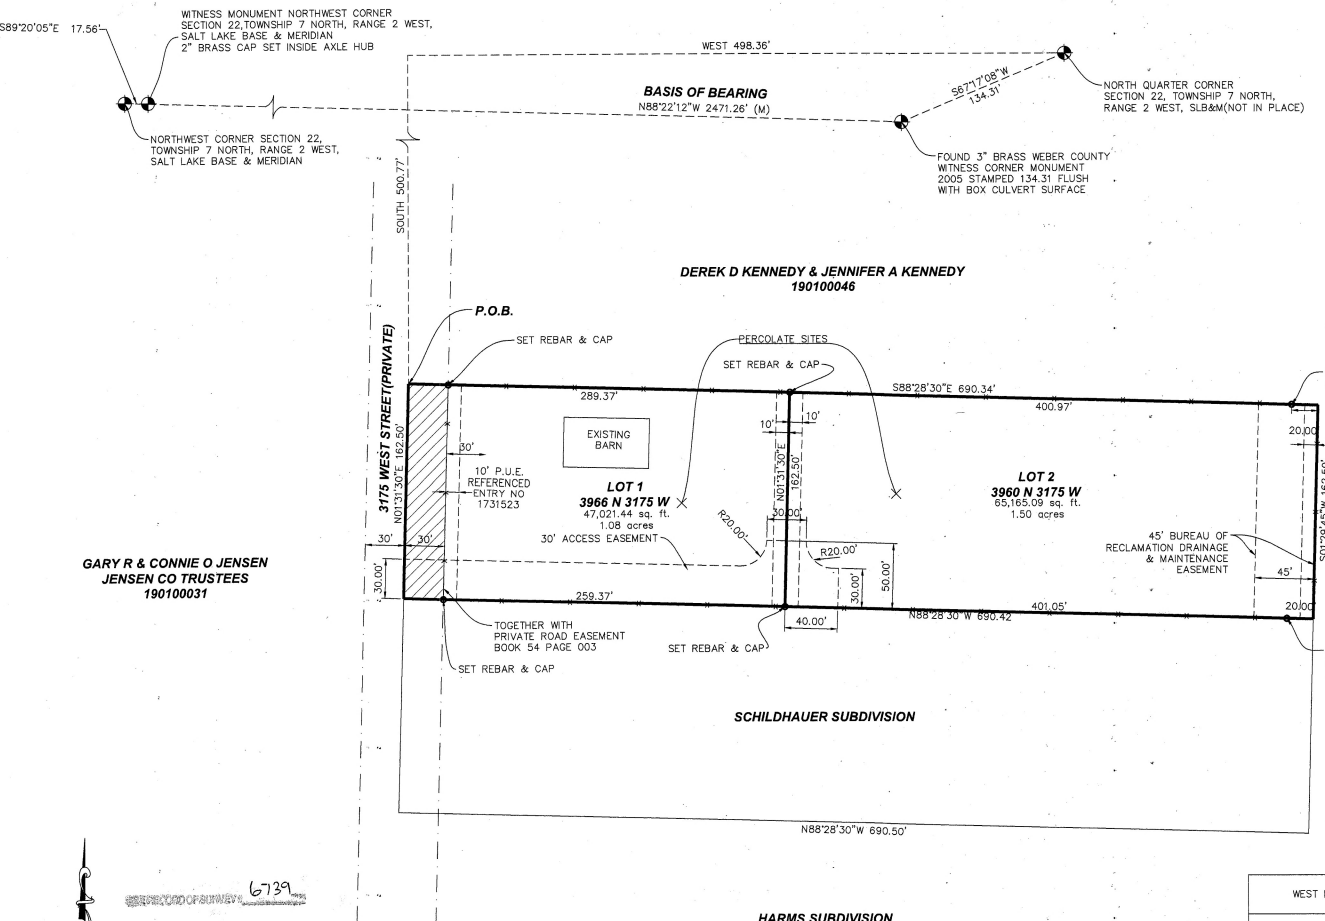 S89°20'05"E 17.56'
WITNESS MONUMENT NORTHWEST CORNER
SECTION 22,TOWNSHIP 7 NORTH, RANGE 2 WEST,
SALT LAKE BASE & MERIDIAN
2" BRASS CAP SET INSIDE AXLE HUB
WEST 498.36'
BASIS OF BEARING
N88°22'12"W 2471.26' (M)
S67°17'08"W
134.31'
NORTH QUARTER CORNER
SECTION 22, TOWNSHIP 7 NORTH,
RANGE 2 WEST, SLB&M(NOT IN PLACE)
NORTHWEST CORNER SECTION 22,
TOWNSHIP 7 NORTH, RANGE 2 WEST,
SALT LAKE BASE & MERIDIAN
FOUND 3" BRASS WEBER COUNTY
WITNESS CORNER MONUMENT
2005 STAMPED 134.31 FLUSH
WITH BOX CULVERT SURFACE
SOUTH 500.77'
DEREK D KENNEDY & JENNIFER A KENNEDY
190100046
P.O.B.
SET REBAR & CAP
PERCOLATE SITES
SET REBAR & CAP
S88°28'30"E 690.34'
289.37'
400.97'
3175 WEST STREET(PRIVATE)
N01°31'30"E 162.50'
EXISTING
BARN
10'
10'
20.00'
30'
10' P.U.E.
REFERENCED
ENTRY NO
1731523
LOT 1
3966 N 3175 W
47,021.44 sq. ft.
1.08 acres
30' ACCESS EASEMENT
N01°31'30"E
162.50'
LOT 2
3960 N 3175 W
65,165.09 sq. ft.
1.50 acres
R20.00'
30.00'
R20.00'
45' BUREAU OF
RECLAMATION DRAINAGE
& MAINTENANCE
EASEMENT
S01°29'45"W 162.50'
30'
30'
30.00'
50.00'
30.00'
45'
GARY R & CONNIE O JENSEN
JENSEN CO TRUSTEES
190100031
259.37'
401.05'
20.00'
N88°28'30"W 690.42
40.00'
TOGETHER WITH
PRIVATE ROAD EASEMENT
BOOK 54 PAGE 003
SET REBAR & CAP
SET REBAR & CAP
SCHILDHAUER SUBDIVISION
N88°28'30"W 690.50'
6739
WEST
HARMS SUBDIVISION